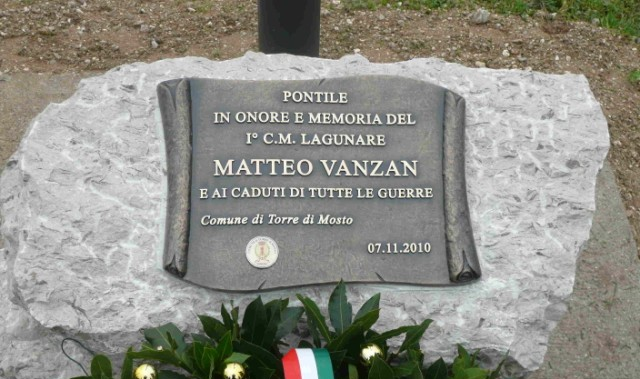 PONTILE
IN ONORE E MEMORIA DEL
I° C.M. LAGUNARE
MATTEO VANZAN
E AI CADUTI DI TUTTE LE GUERRE
Comune di Torre di Mosto
07.11.2010